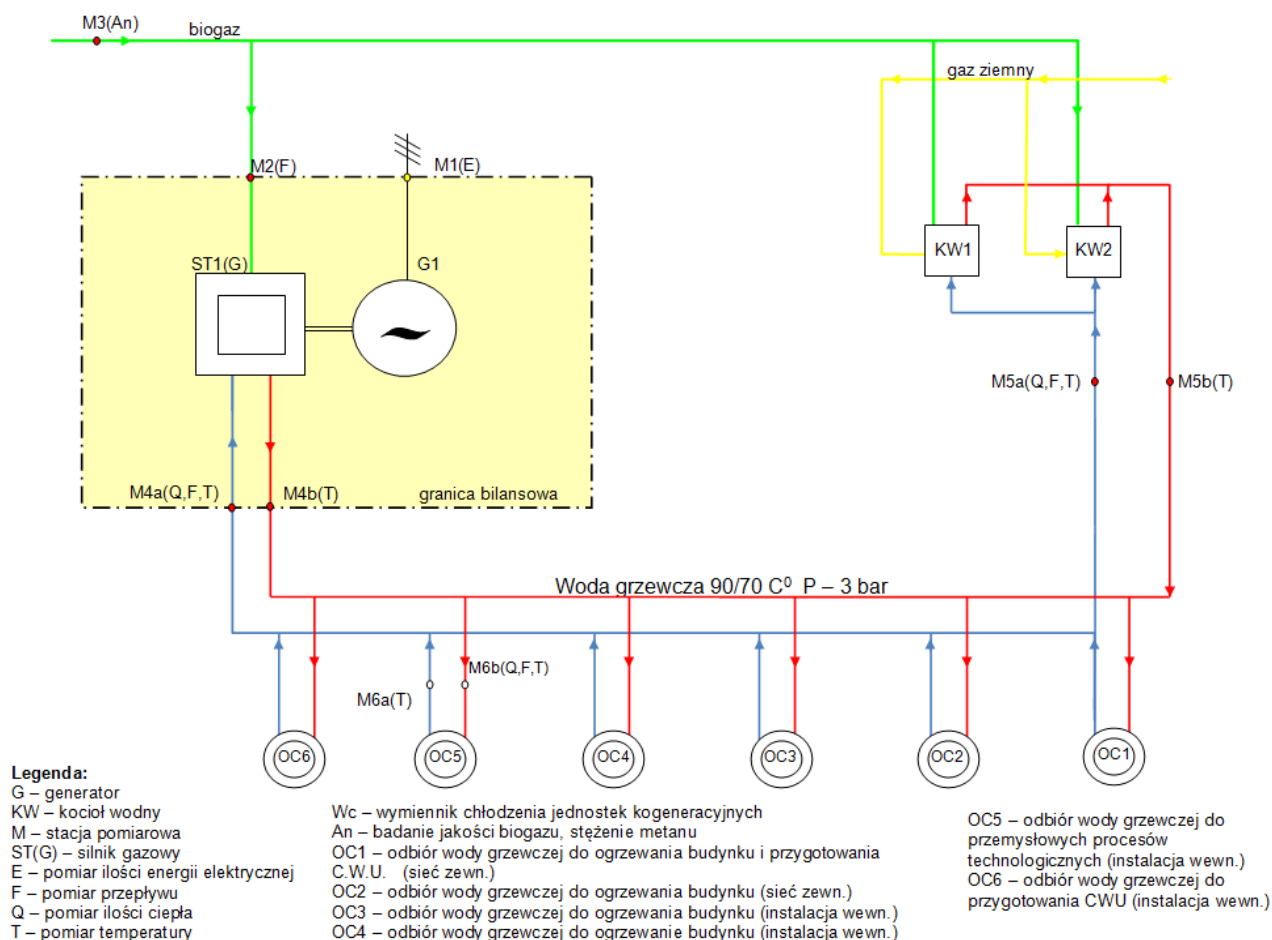 M3(An)
biogaz
gaz ziemny
M2(F)
M1(E)
ST1(G)
G1
KW1
KW2
M5a(Q,F,T)
M5b(T)
M4a(Q,F,T)
M4b(T)
granica bilansowa
Woda grzewcza 90/70 C⁰ P – 3 bar
M6b(Q,F,T)
M6a(T)
OC6
OC5
OC4
OC3
OC2
OC1
Legenda:
G – generator
KW – kocioł wodny
M – stacja pomiarowa
ST(G) – silnik gazowy
E – pomiar ilości energii elektrycznej
F – pomiar przepływu
Q – pomiar ilości ciepła
T – pomiar temperatury
Wc – wymiennik chłodzenia jednostek kogeneracyjnych
An – badanie jakości biogazu, stężenie metanu
OC1 – odbiór wody grzewczej do ogrzewania budynku i przygotowania
C.W.U. (sieć zewn.)
OC2 – odbiór wody grzewczej do ogrzewania budynku (sieć zewn.)
OC3 – odbiór wody grzewczej do ogrzewania budynku (instalacja wewn.)
OC4 – odbiór wody grzewczej do ogrzewanie budynku (instalacja wewn.)
OC5 – odbiór wody grzewczej do
przemysłowych procesów
technologicznych (instalacja wewn.)
OC6 – odbiór wody grzewczej do
przygotowania CWU (instalacja wewn.)